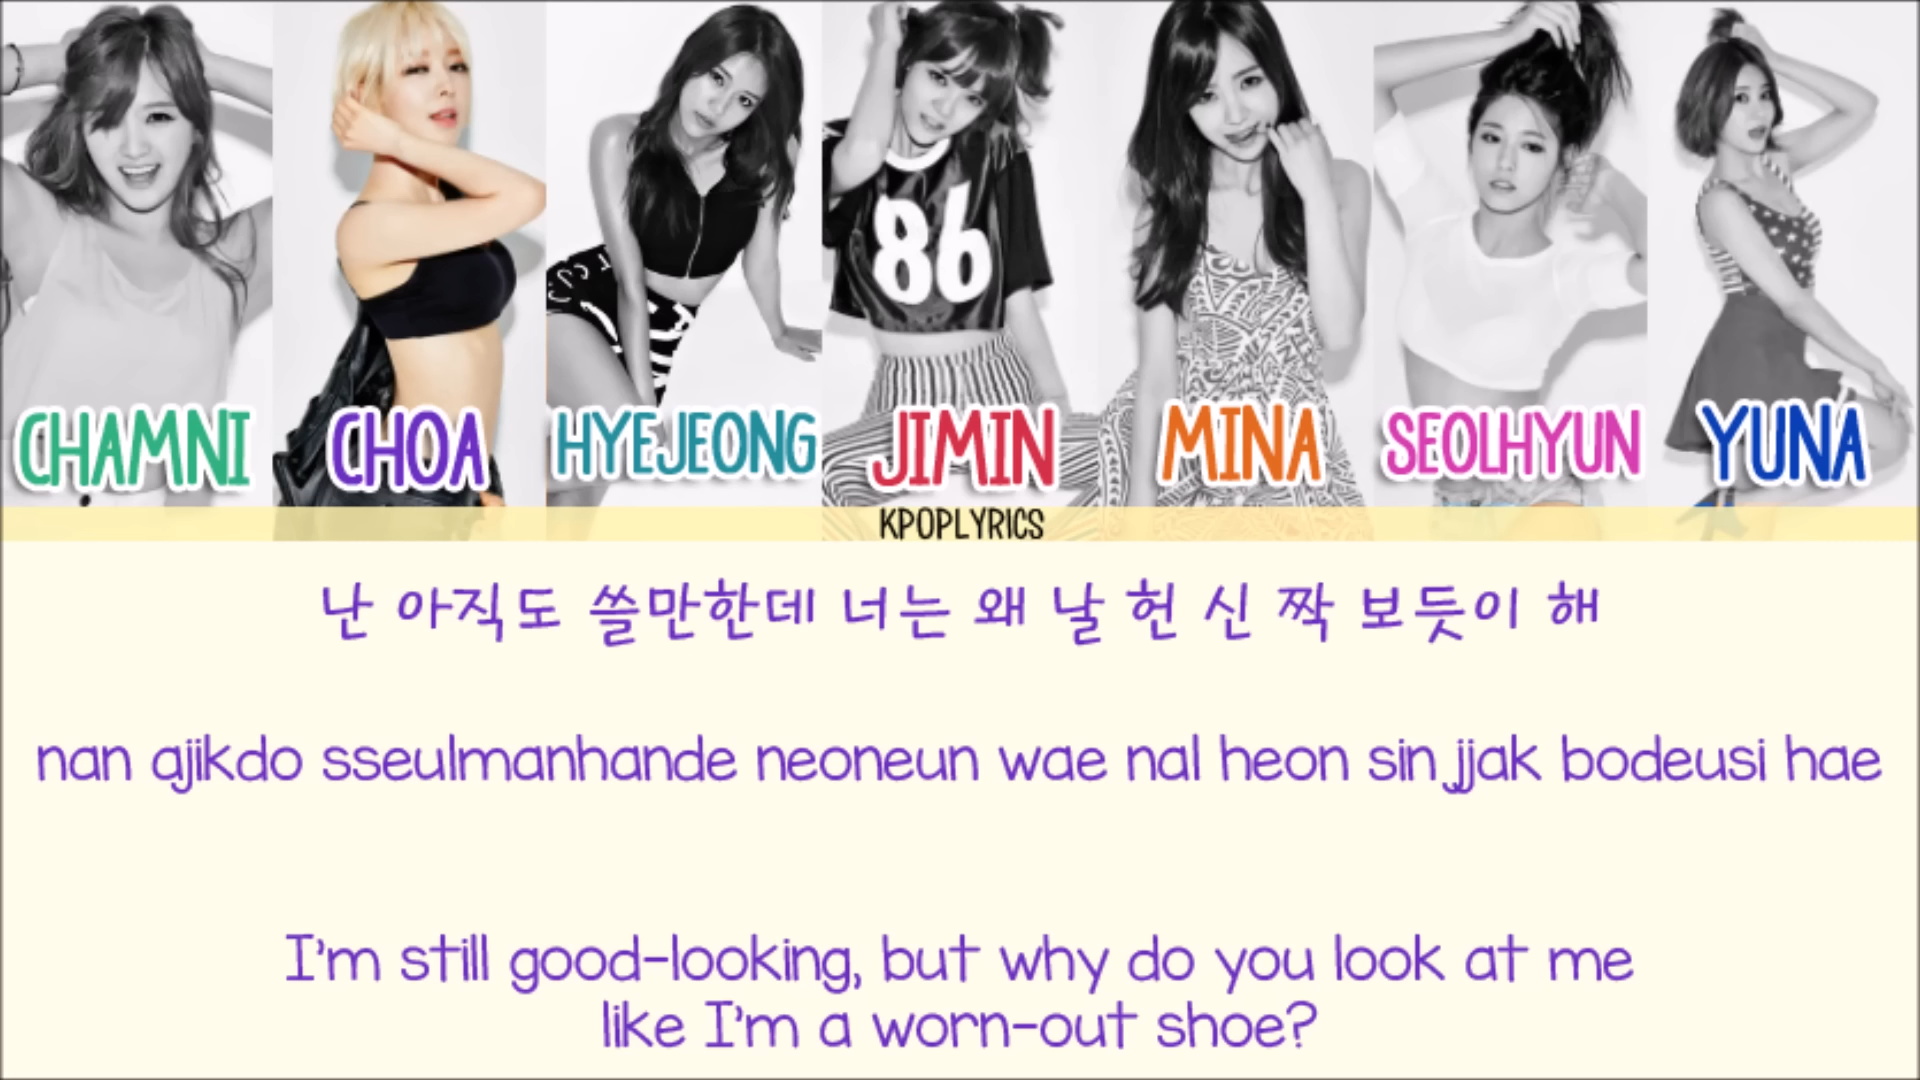 CHAMNI CHOA HYEJEONG JIMIN MINA SEOLHYUN YUNA
86
KPOPLYRICS
난 아직도 쓸만한데 너는 왜 날 헌 신 짝 보듯이 해
nan ajikdo sseulmanhande neoneun wae nal heon sin jjak bodeusi hae
I'm still good-looking, but why do you look at me
like I'm a worn-out shoe?